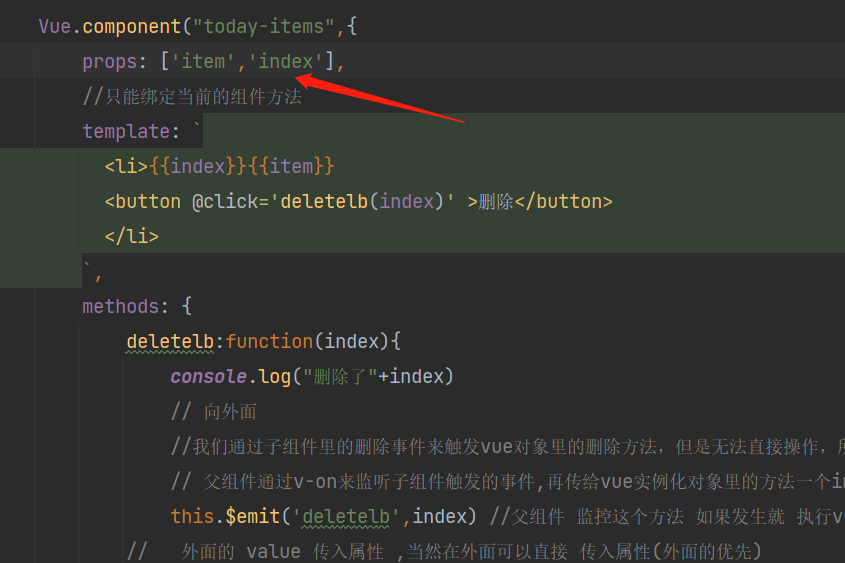 Vue.component("today-items",{
props: ['item','index'],
//只能绑定当前的组件方法
template: `
<li>{{index}}{{item}}
<button @click='deletelb(index)' >删除</button>
</li>
`,
methods: {
deletelb:function(index){
console.log("删除了"+index)
// 向外面
//我们通过子组件里的删除事件来触发vue对象里的删除方法，但是无法直接操作，
// 父组件通过v-on来监听子组件触发的事件,再传给vue实例化对象里的方法一个in
this.$emit('deletelb',index) //父组件 监控这个方法 如果发生就 执行vu
// 外面的 value 传入属性 ,当然在外面可以直接 传入属性(外面的优先)